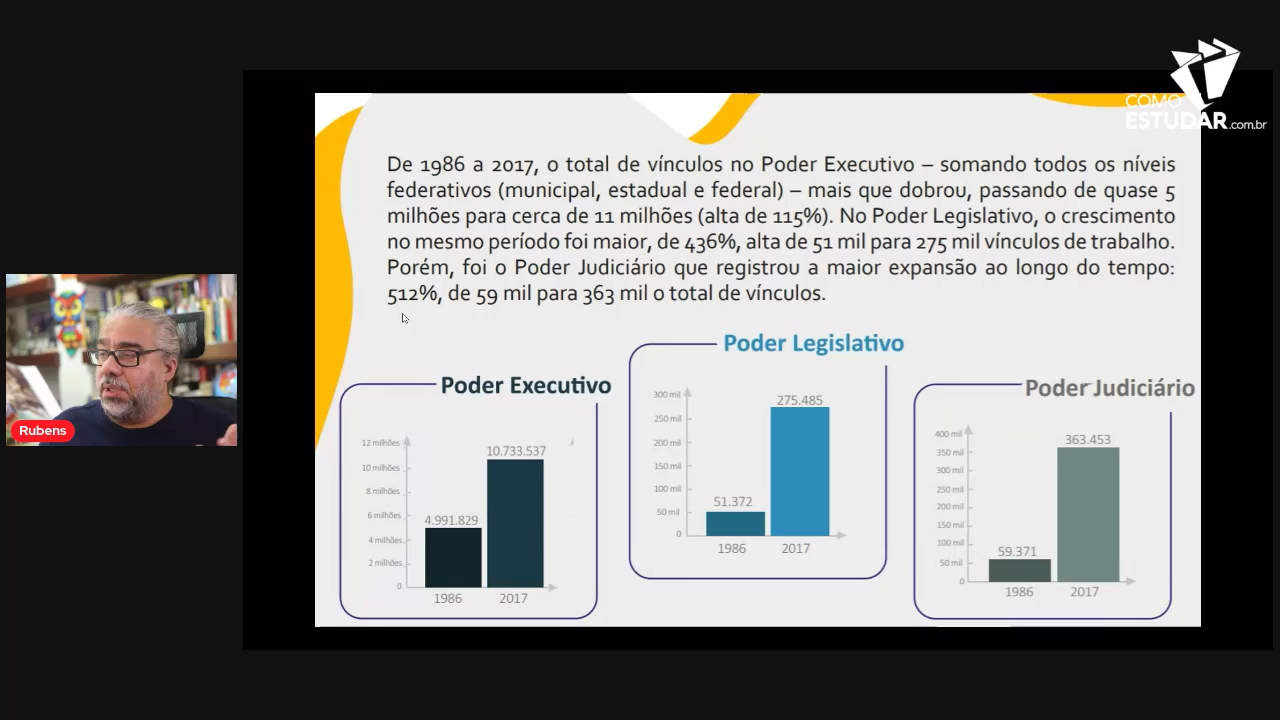 COMO
ESTUDAR.com.br
De 1986 a 2017, o total de vínculos no Poder Executivo – somando todos os níveis
federativos (municipal, estadual e federal) – mais que dobrou, passando de quase 5
milhões para cerca de 11 milhões (alta de 115%). No Poder Legislativo, o crescimento
no mesmo período foi maior, de 436%, alta de 51 mil para 275 mil vínculos de trabalho.
Porém, foi o Poder Judiciário que registrou a maior expansão ao longo do tempo:
512%, de 59 mil para 363 mil o total de vínculos.
Rubens
Poder Executivo
12 milhões
10 milhões
8 milhões
6 milhões
4 milhões
2 milhões
0
4.991.829
10.733.537
1986
2017
Poder Legislativo
300 mil
250 mil
200 mil
150 mil
100 mil
50 mil
0
51.372
275.485
1986
2017
Poder Judiciário
400 mil
350 mil
300 mil
250 mil
200 mil
150 mil
100 mil
50 mil
0
59.371
363.453
1986
2017